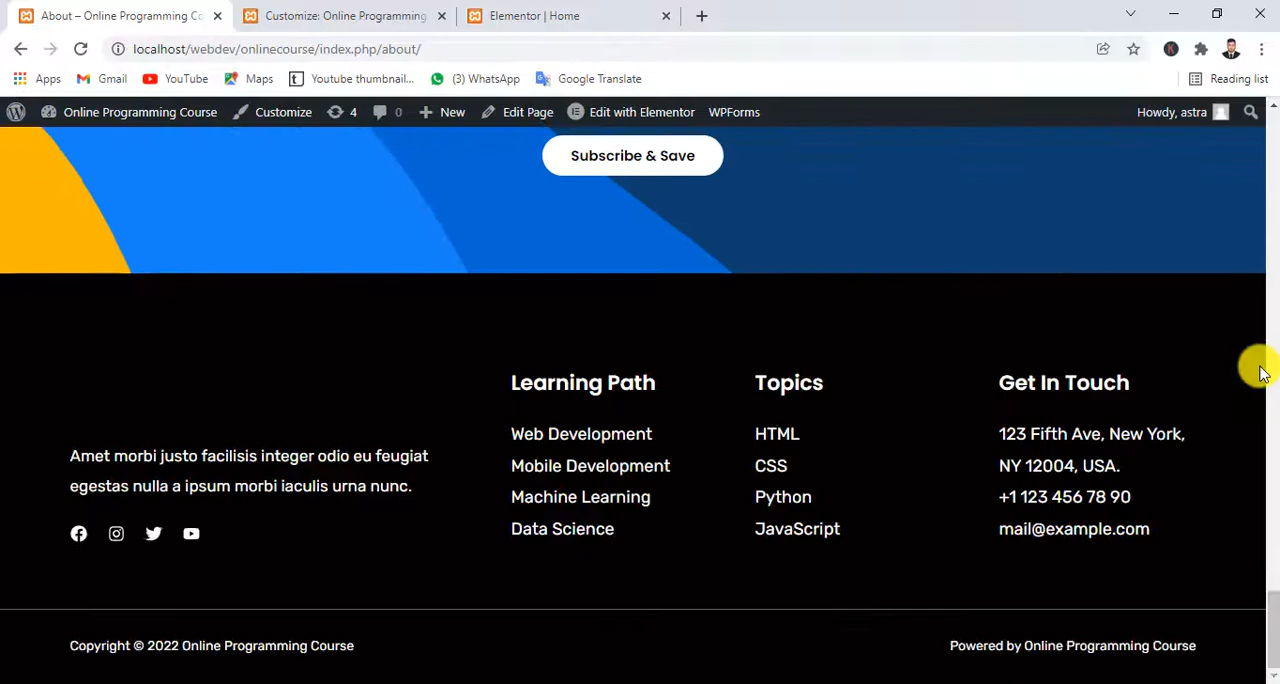 About – Online Programming Co
Customize: Online Programming
Elementor | Home
localhost/webdev/onlinecourse/index.php/about/
Apps
Gmail
YouTube
Maps
Youtube thumbnail...
(3) WhatsApp
Google Translate
Reading list
Online Programming Course
Customize
4
0
New
Edit Page
Edit with Elementor
WPForms
Howdy, astra
Subscribe & Save
Amet morbi justo facilisis integer odio eu feugiat
egestas nulla a ipsum morbi iaculis urna nunc.
Learning Path
Web Development
Mobile Development
Machine Learning
Data Science
Topics
HTML
CSS
Python
JavaScript
Get In Touch
123 Fifth Ave, New York,
NY 12004, USA.
+1 123 456 78 90
mail@example.com
Copyright © 2022 Online Programming Course
Powered by Online Programming Course